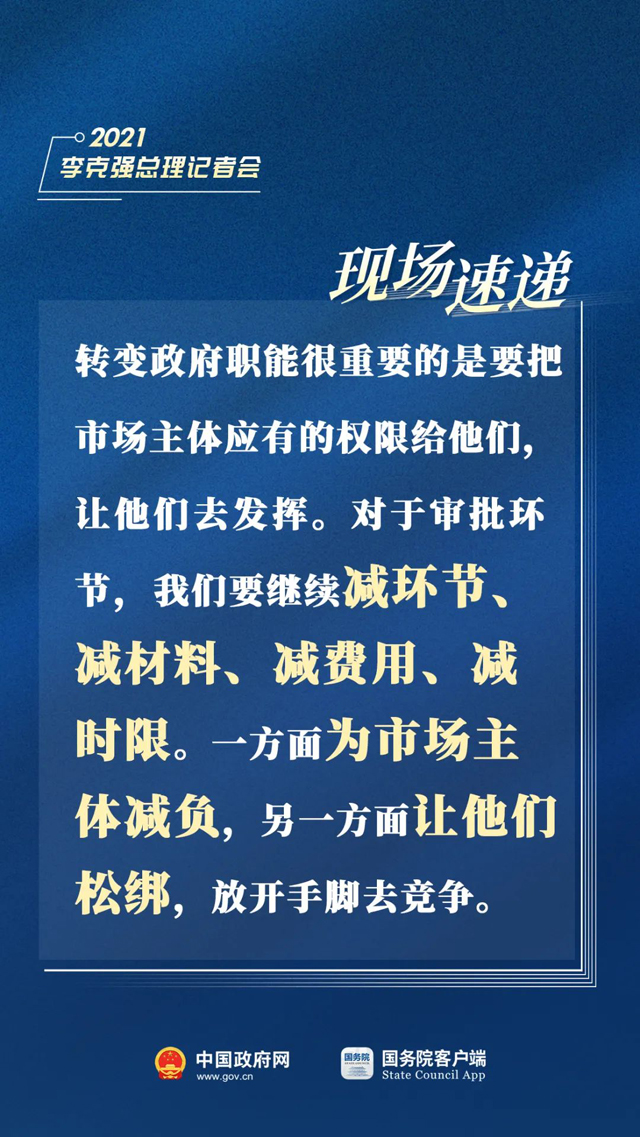 2021
李克强总理记者会
现场速递
转变政府职能很重要的是要把
市场主体应有的权限给他们，
让他们去发挥。对于审批环
节，我们要继续减环节、
减材料、减费用、减
时限。一方面为市场主
体减负，另一方面让他们
松绑，放开手脚去竞争。
中国政府网
www.gov.cn
国务院
国务院客户端
State Council App